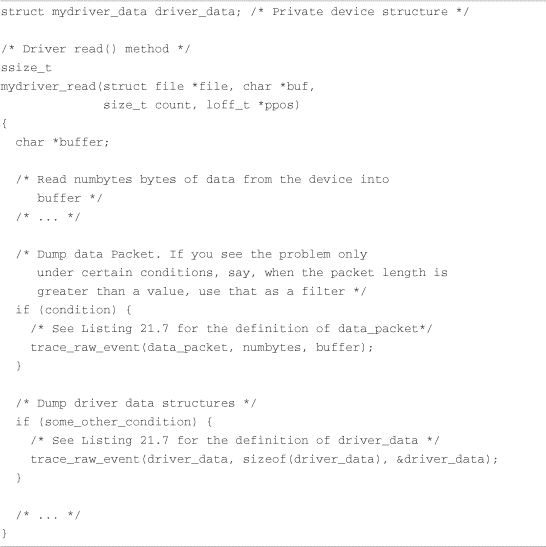 struct mydriver_data driver_data; /* Private device structure */

/* Driver read() method */
ssize_t
mydriver_read(struct file *file, char *buf,
              size_t count, loff_t *ppos)
{
  char *buffer;

  /* Read numbytes bytes of data from the device into
     buffer */
  /* ... */

  /* Dump data Packet. If you see the problem only
     under certain conditions, say, when the packet length is
     greater than a value, use that as a filter */
  if (condition) {
    /* See Listing 21.7 for the definition of data_packet*/
    trace_raw_event(data_packet, numbytes, buffer);
  }

  /* Dump driver data structures */
  if (some_other_condition) {
    /* See Listing 21.7 for the definition of driver_data */
    trace_raw_event(driver_data, sizeof(driver_data), &driver_data);
  }

  /* ... */
}